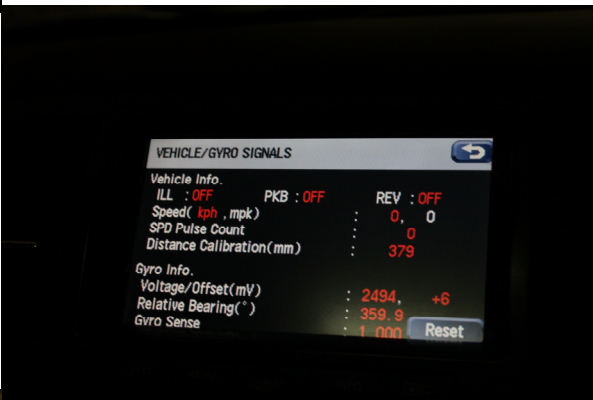 VEHICLE/GYRO SIGNALS
Vehicle Info.
ILL : OFF PKB : OFF REV : OFF
Speed( kph , mpk) : 0, 0
SPD Pulse Count : 0
Distance Calibration(mm) : 379
Gyro Info.
Voltage/Offset(mV) : 2494, +6
Relative Bearing(°) : 359.9
Gyro Sense : 1.000
Reset